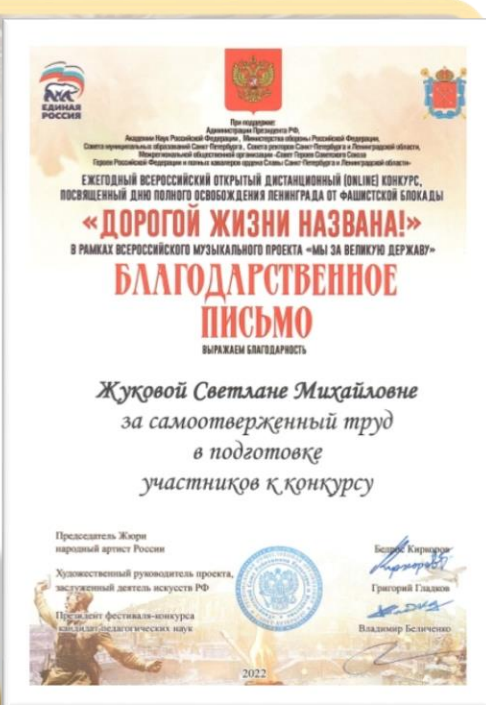 ЕДИНАЯ
РОССИЯ
При поддержке:
Администрации Президента РФ,
Академии Наук Российской Федерации, Министерства обороны Российской Федерации,
Совета муниципальных образований Санкт-Петербурга, Совета ректоров Санкт-Петербурга и Ленинградской области,
Межрегиональной общественной организации «Совет Героев Советского Союза
Героев Российской Федерации и полных кавалеров ордена Славы Санкт-Петербурга и Ленинградской области»
ЕЖЕГОДНЫЙ ВСЕРОССИЙСКИЙ ОТКРЫТЫЙ ДИСТАНЦИОННЫЙ (ONLINE) КОНКУРС,
ПОСВЯЩЕННЫЙ ДНЮ ПОЛНОГО ОСВОБОЖДЕНИЯ ЛЕНИНГРАДА ОТ ФАШИСТСКОЙ БЛОКАДЫ
«ДОРОГОЙ ЖИЗНИ НАЗВАНА!»
В РАМКАХ ВСЕРОССИЙСКОГО МУЗЫКАЛЬНОГО ПРОЕКТА «МЫ ЗА ВЕЛИКУЮ ДЕРЖАВУ»
БЛАГОДАРСТВЕННОЕ
ПИСЬМО
ВЫРАЖАЕМ БЛАГОДАРНОСТЬ
Жуковой Светлане Михайловне
за самоотверженный труд
в подготовке
участников к конкурсу
Председатель Жюри
народный артист России
Бедрос Киркоров
Художественный руководитель проекта,
заслуженный деятель искусств РФ
Григорий Гладков
Президент фестиваля-конкурса
кандидат педагогических наук
Владимир Беличенко
2022